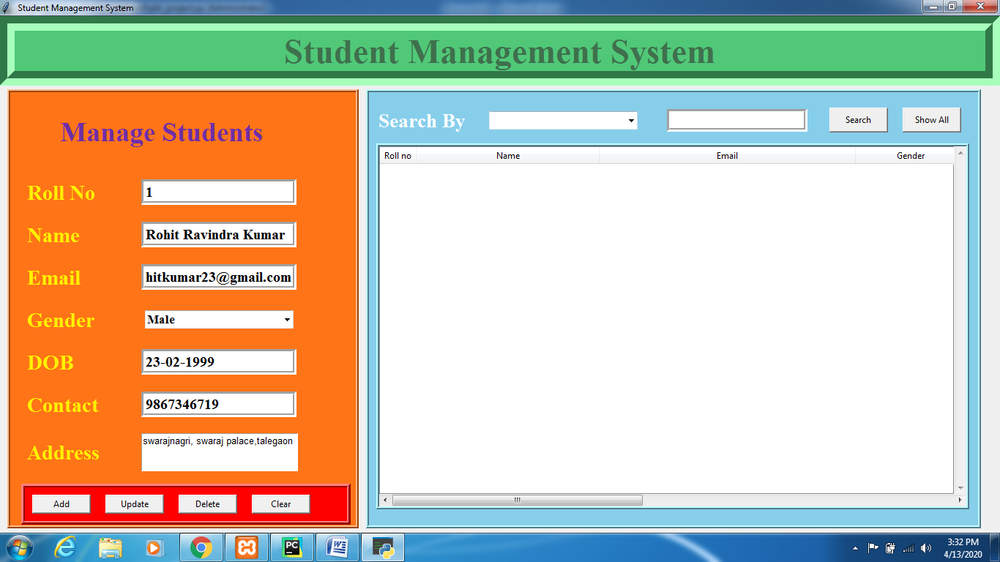 Student Management System
Student Management System
Manage Students
Roll No 1
Name Rohit Ravindra Kumar
Email hitkumar23@gmail.com
Gender Male
DOB 23-02-1999
Contact 9867346719
Address swarajnagri, swaraj palace,talegaon
Add Update Delete Clear
Search By Search Show All
Roll no Name Email Gender
PC W
3:32 PM
4/13/2020